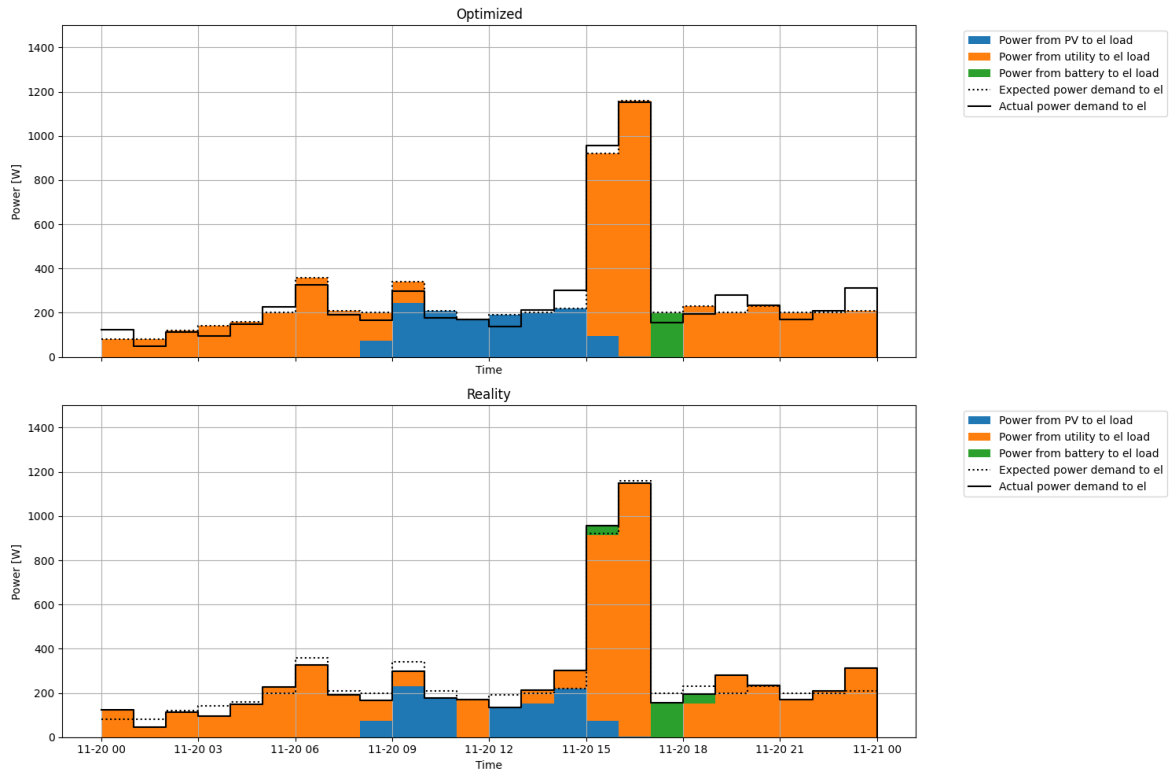 Optimized
1400
1200
1000
800
600
400
200
0
Power [W]
Time
Power from PV to el load
Power from utility to el load
Power from battery to el load
Expected power demand to el
Actual power demand to el
Reality
1400
1200
1000
800
600
400
200
0
Power [W]
11-20 00 11-20 03 11-20 06 11-20 09 11-20 12 11-20 15 11-20 18 11-20 21 11-21 00
Time
Power from PV to el load
Power from utility to el load
Power from battery to el load
Expected power demand to el
Actual power demand to el